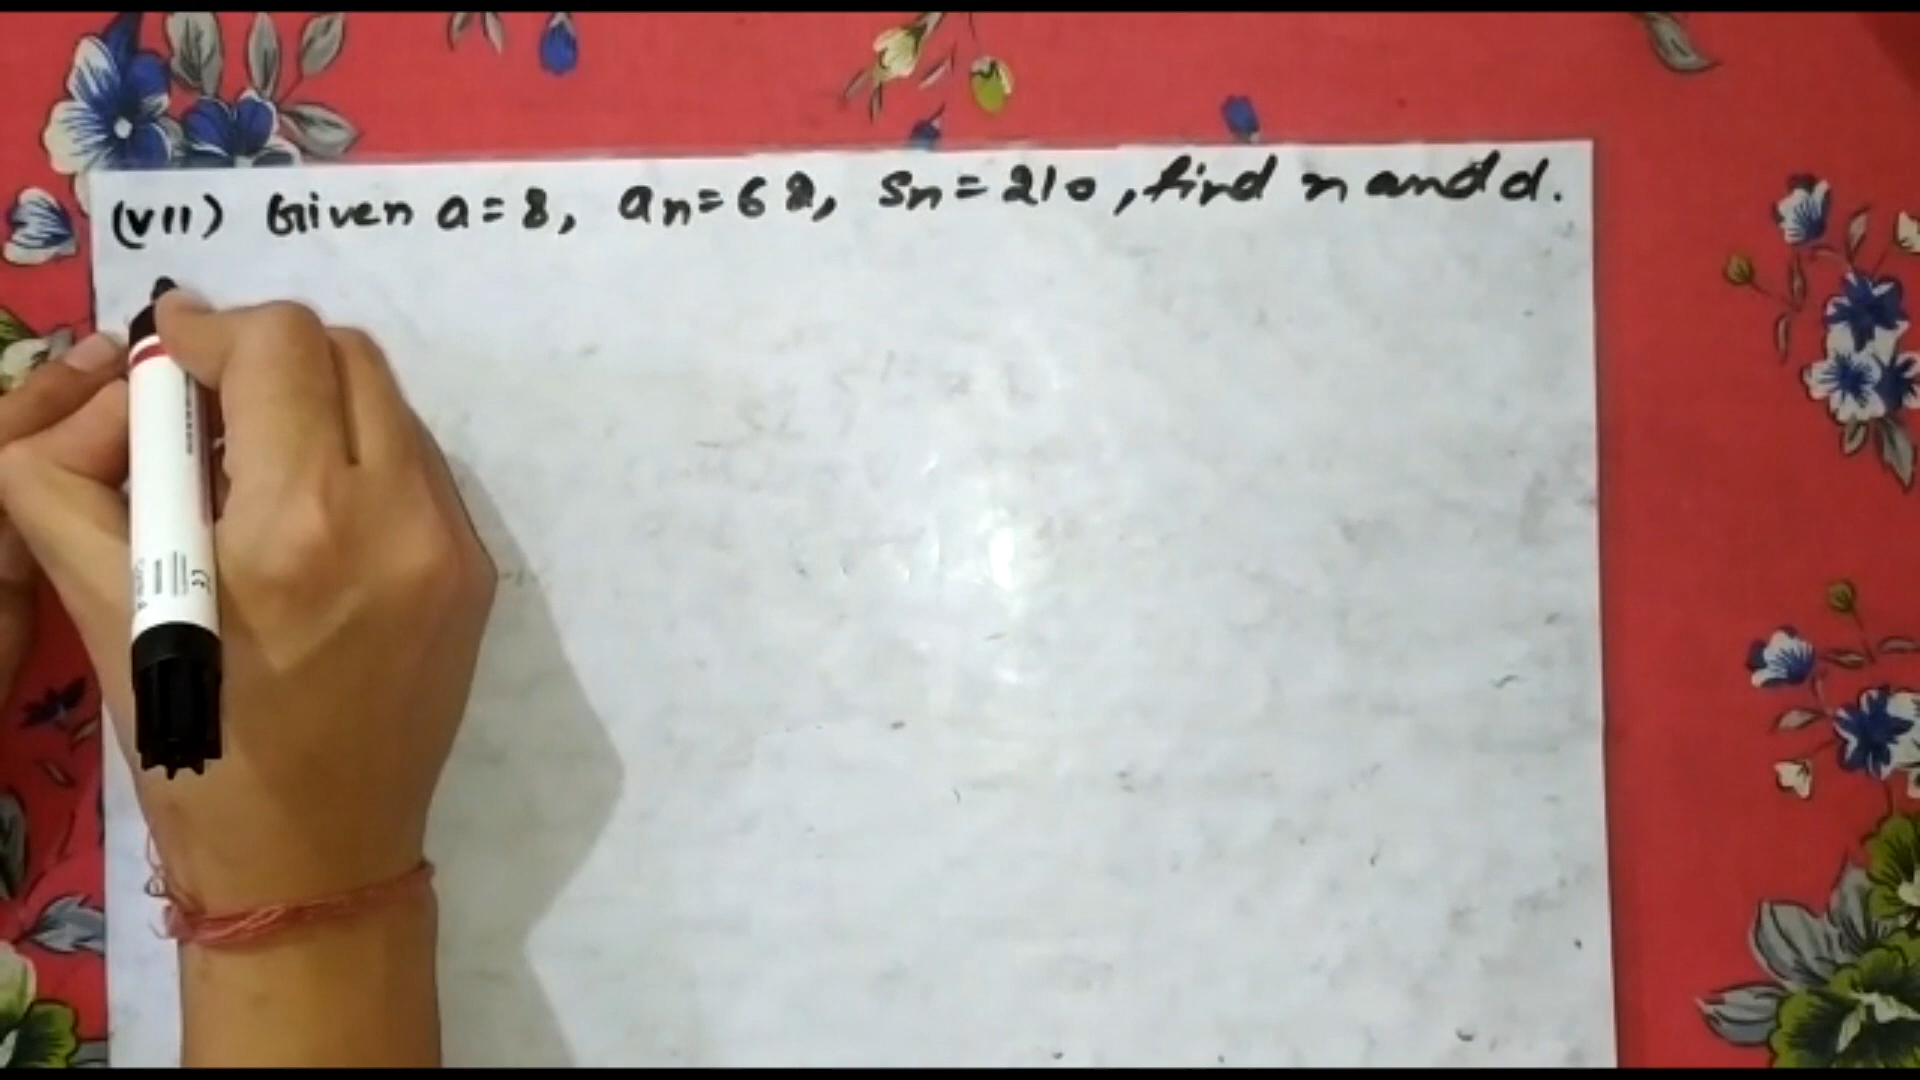 (VII) Given a=8, an=62, Sn=210, find n and d.